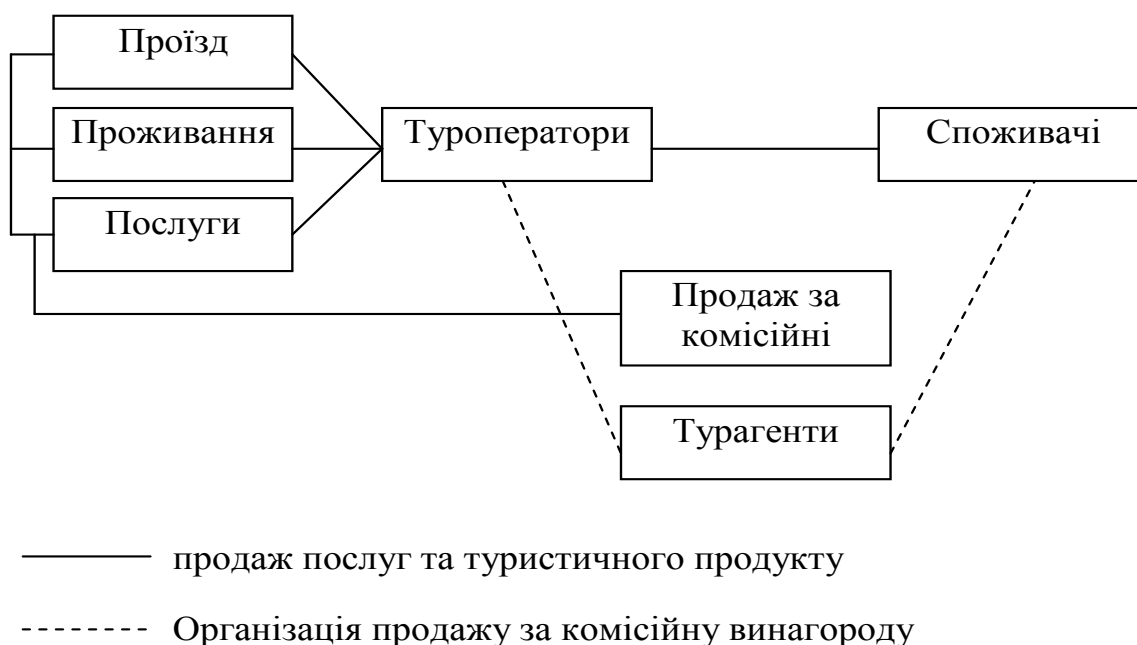 Проїзд
Проживання
Туроператори
Споживачі
Послуги
Продаж за
комісійні
Турагенти
продаж послуг та туристичного продукту
Організація продажу за комісійну винагороду